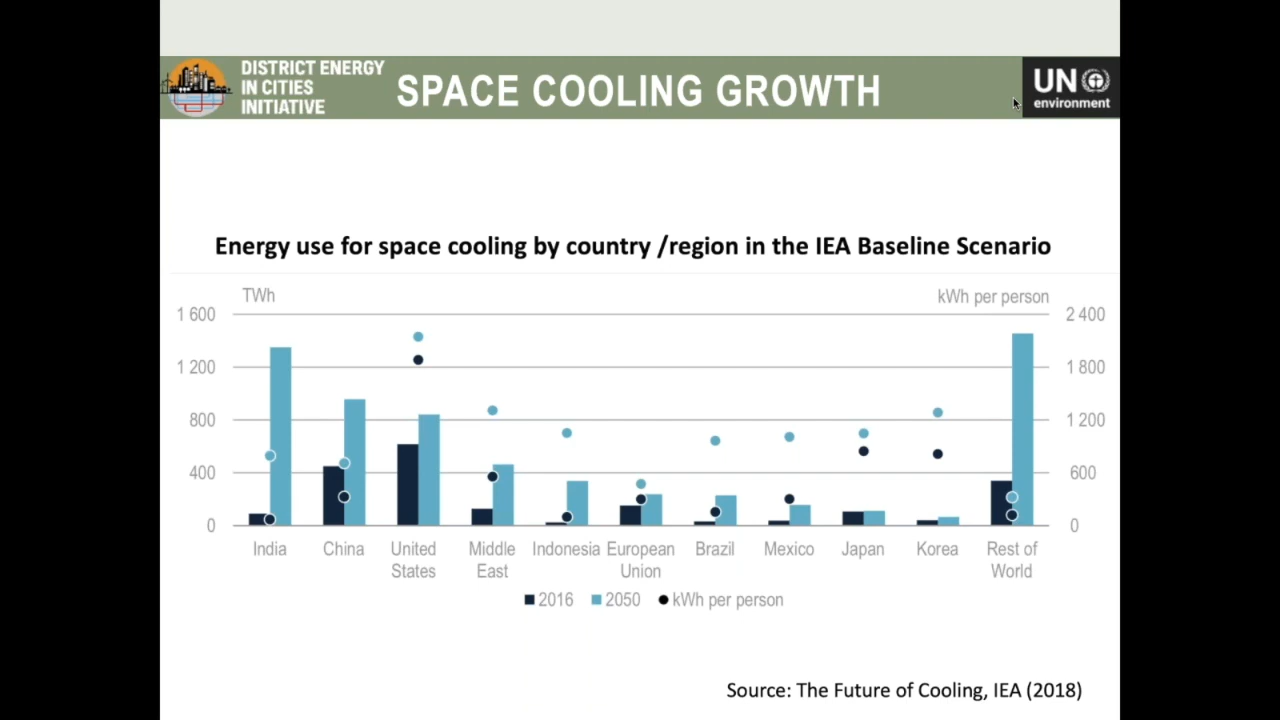 DISTRICT ENERGY
IN CITIES
INITIATIVE
SPACE COOLING GROWTH
UN
environment
Energy use for space cooling by country /region in the IEA Baseline Scenario
TWh
kWh per person
1 600
2 400
1 200
1 800
800
1 200
400
600
0
0
India
China
United
States
Middle
East
Indonesia
European
Union
Brazil
Mexico
Japan
Korea
Rest of
World
2016
2050
kWh per person
Source: The Future of Cooling, IEA (2018)